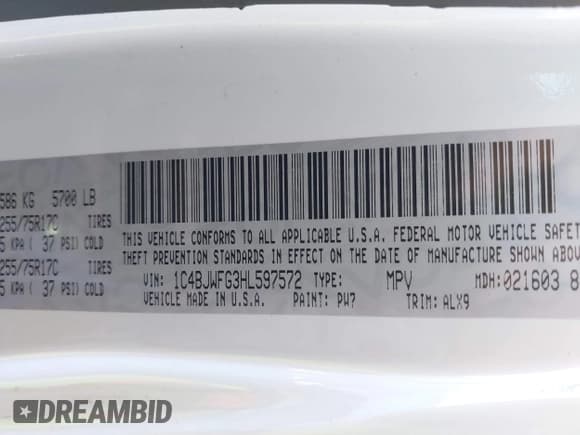 586 KG 5700 LB
255/75R17C TIRES
5 KPA ( 37 PSI) COLD
255/75R17C TIRES
5 KPA ( 37 PSI) COLD
THIS VEHICLE CONFORMS TO ALL APPLICABLE U.S.A. FEDERAL MOTOR VEHICLE SAFET
THEFT PREVENTION STANDARDS IN EFFECT ON THE DATE OF MANUFACTURE SHOWN ABOV
VIN: 1C4BJWFG3HL597572 TYPE: MPV MDH: 021603 8
VEHICLE MADE IN U.S.A. PAINT: PW7 TRIM: ALX9
DREAMBID